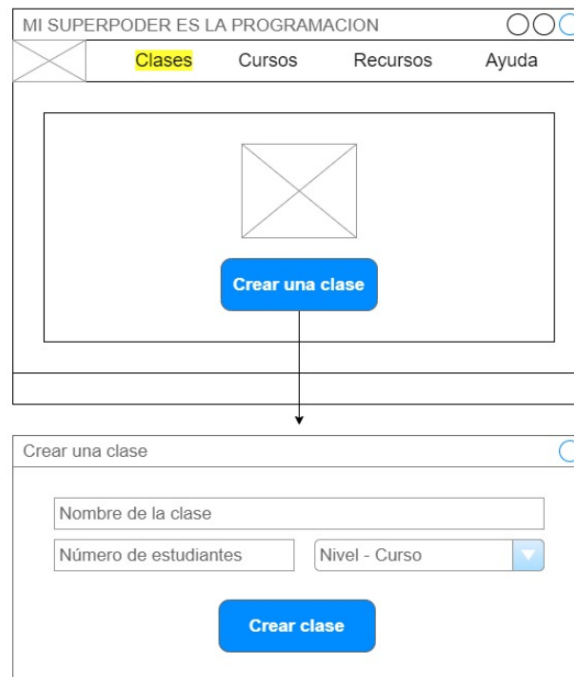 MI SUPERPODER ES LA PROGRAMACION
Clases Cursos Recursos Ayuda
Crear una clase
Crear una clase
Nombre de la clase
Número de estudiantes Nivel - Curso
Crear clase